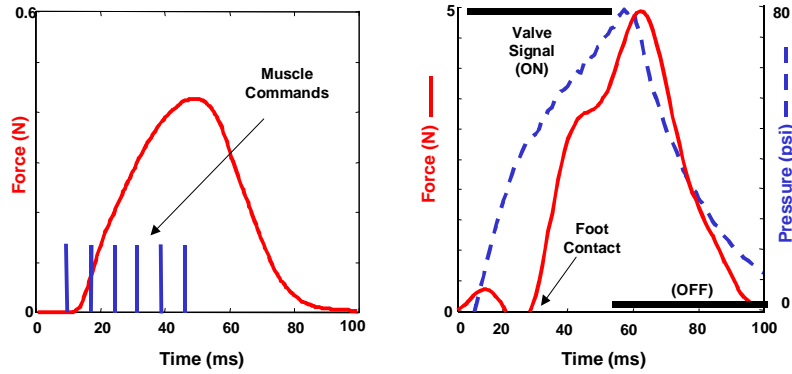 0.6
Force (N)
Muscle
Commands
0
0
20
40
60
80
100
Time (ms)
5
Force (N)
Valve
Signal
(ON)
Foot
Contact
(OFF)
0
0
40
60
80
100
Time (ms)
80
Pressure (psi)
0